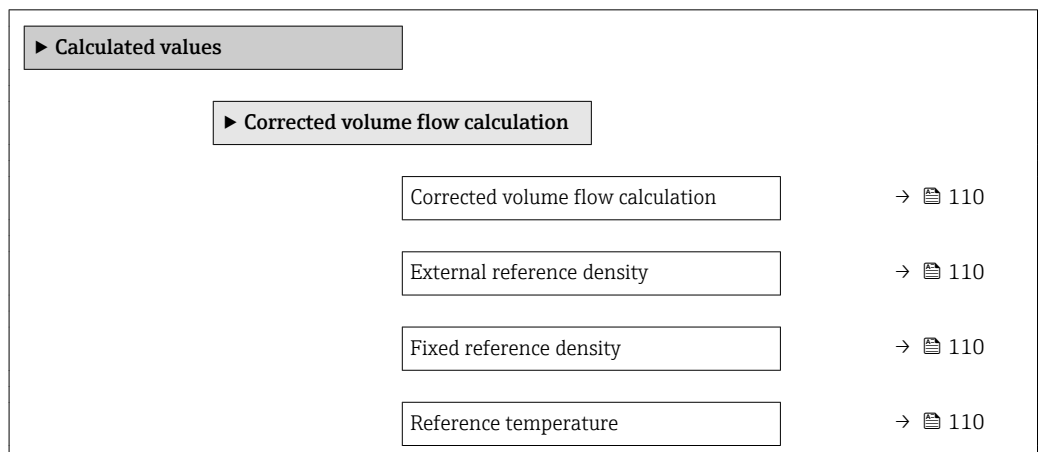 ► Calculated values
► Corrected volume flow calculation
Corrected volume flow calculation → 110
External reference density → 110
Fixed reference density → 110
Reference temperature → 110